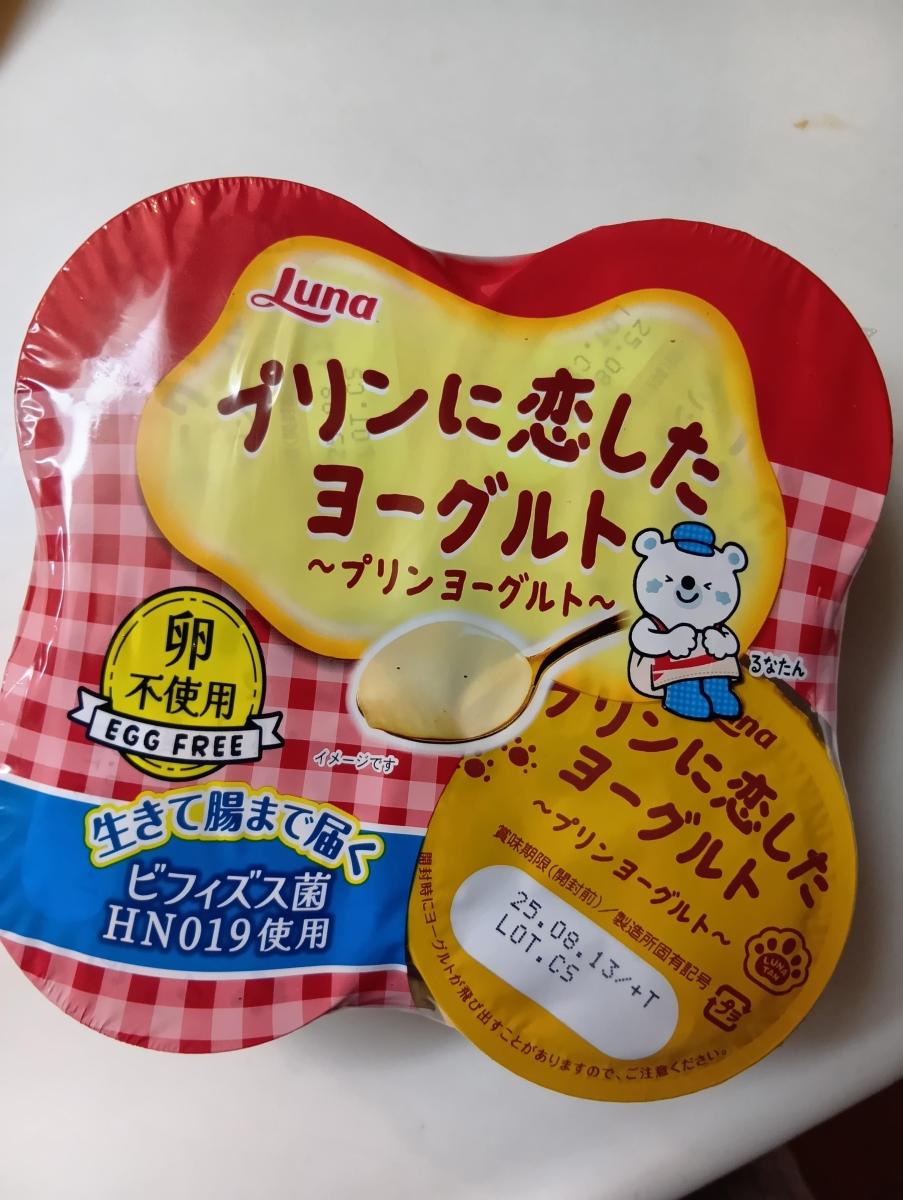 Luna
プリンに恋した
ヨーグルト
~プリンヨーグルト~
卵
不使用
EGG FREE
イメージです
るなたん
生きて腸まで届く
ビフィズス菌
HN019使用
una
プリンに恋した
ヨーグルト
~プリンヨーグルト~
賞味期限(開封前)/製造所固有記号
25.08.13/+T
LOT.CS
LUNA
TAN
プラ
開封時にヨーグルトが飛び出すことがありますので、ご注意ください。